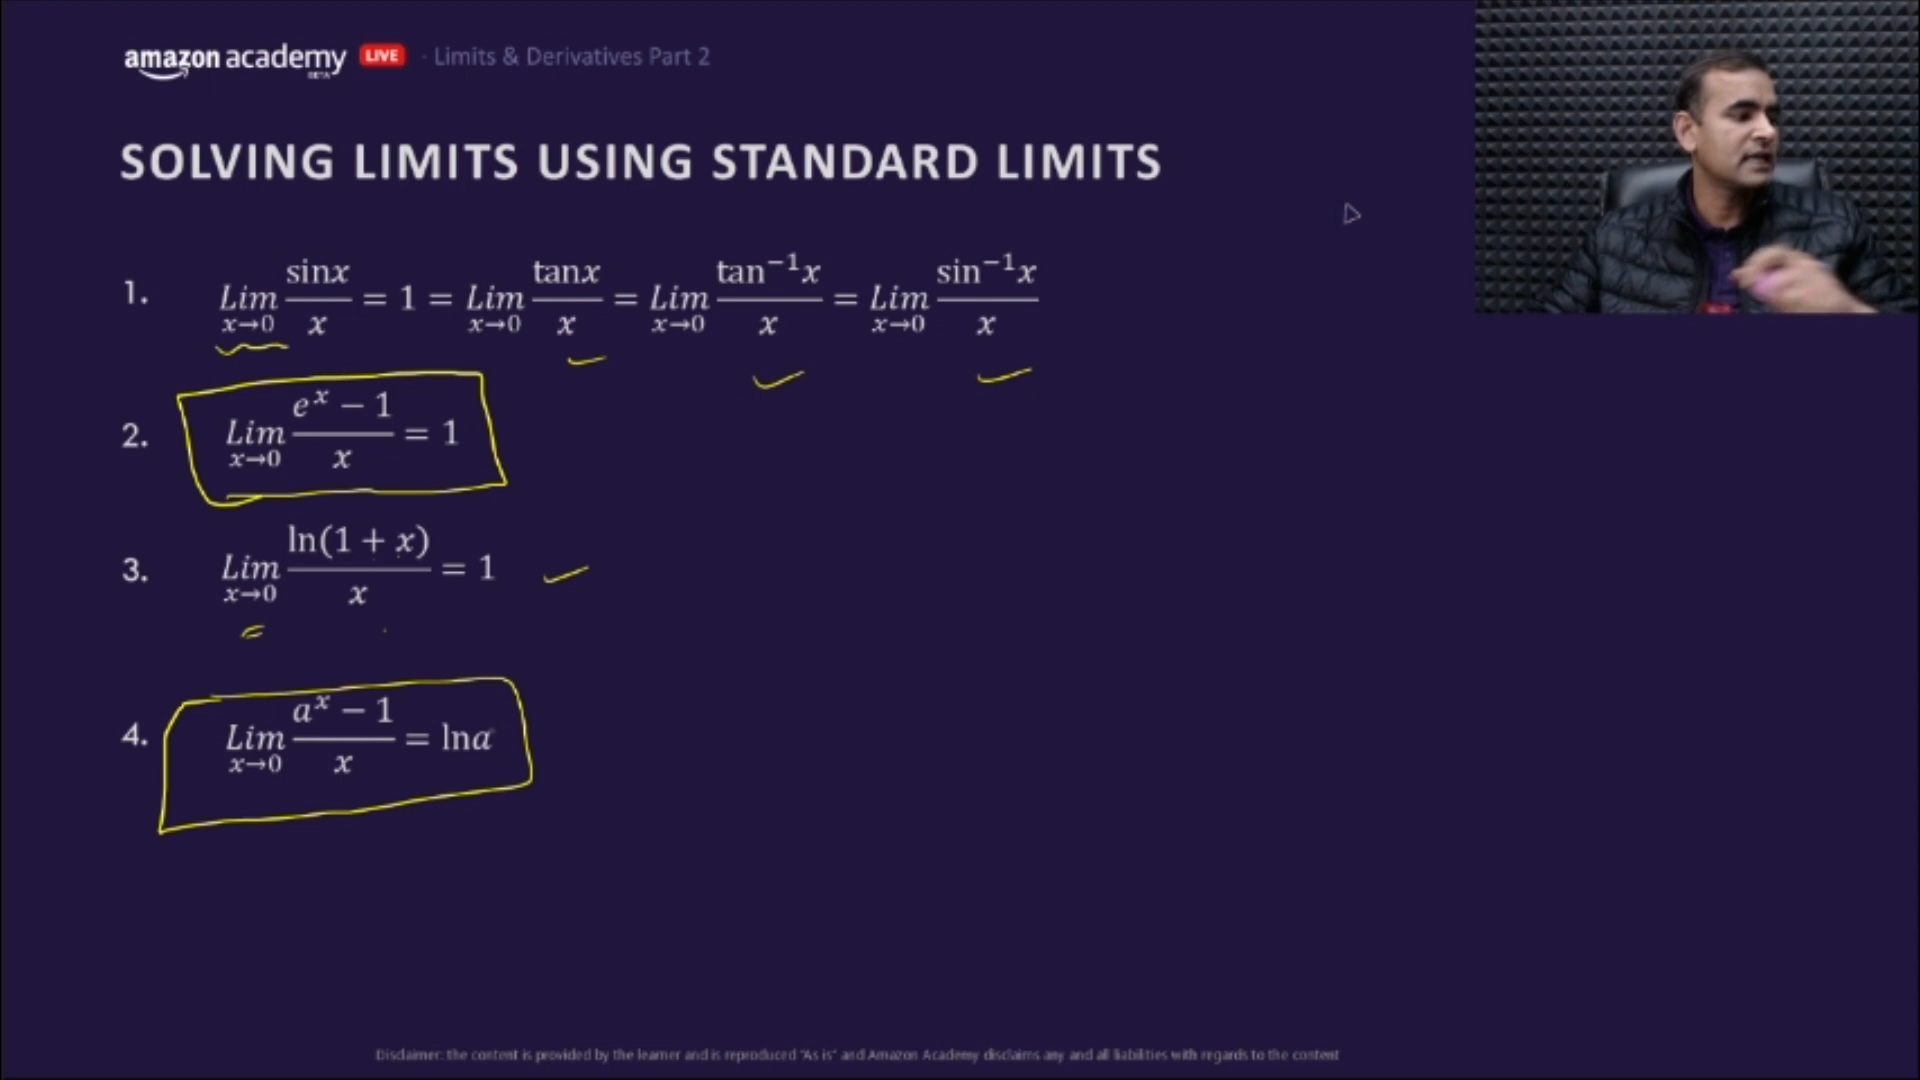 amazon academy LIVE · Limits & Derivatives Part 2
BETA
SOLVING LIMITS USING STANDARD LIMITS
1. Lim x→0 sinx / x = 1 = Lim x→0 tanx / x = Lim x→0 tan⁻¹x / x = Lim x→0 sin⁻¹x / x
2. Lim x→0 eˣ − 1 / x = 1
3. Lim x→0 ln(1 + x) / x = 1
4. Lim x→0 aˣ − 1 / x = lna
Disclaimer: the content is provided by the learner and is reproduced "As is" and Amazon Academy disclaims any and all liabilities with regards to the content